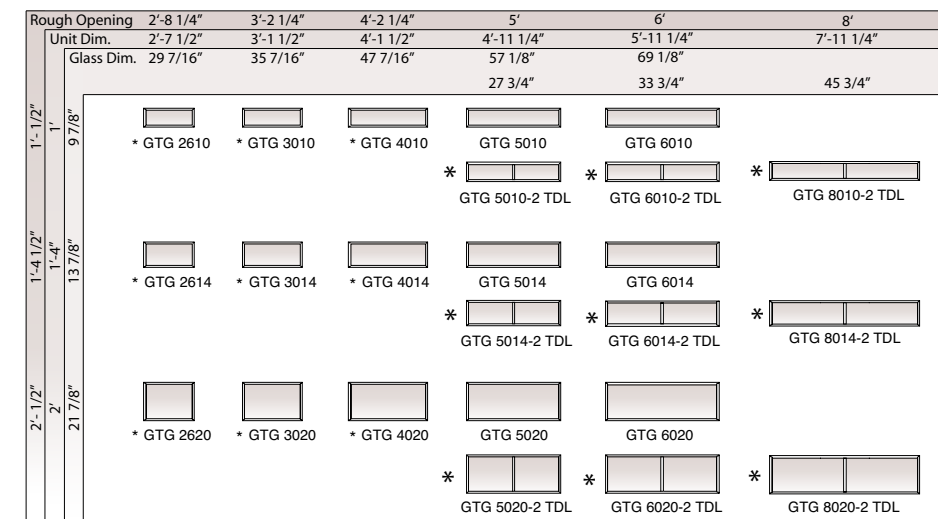 Rough Opening 2'-8 1/4" 3'-2 1/4" 4'-2 1/4" 5' 6' 8'
Unit Dim. 2'-7 1/2" 3'-1 1/2" 4'-1 1/2" 4'-11 1/4" 5'-11 1/4" 7'-11 1/4"
Glass Dim. 29 7/16" 35 7/16" 47 7/16" 57 1/8" 69 1/8"
27 3/4" 33 3/4" 45 3/4"
1'- 1/2" 1' 9 7/8"
* GTG 2610 * GTG 3010 * GTG 4010 GTG 5010 GTG 6010
* * *
GTG 5010-2 TDL GTG 6010-2 TDL GTG 8010-2 TDL
1'-4 1/2" 1'-4" 13 7/8"
* GTG 2614 * GTG 3014 * GTG 4014 GTG 5014 GTG 6014
* * *
GTG 5014-2 TDL GTG 6014-2 TDL GTG 8014-2 TDL
2'- 1/2" 2' 21 7/8"
* GTG 2620 * GTG 3020 * GTG 4020 GTG 5020 GTG 6020
* * *
GTG 5020-2 TDL GTG 6020-2 TDL GTG 8020-2 TDL